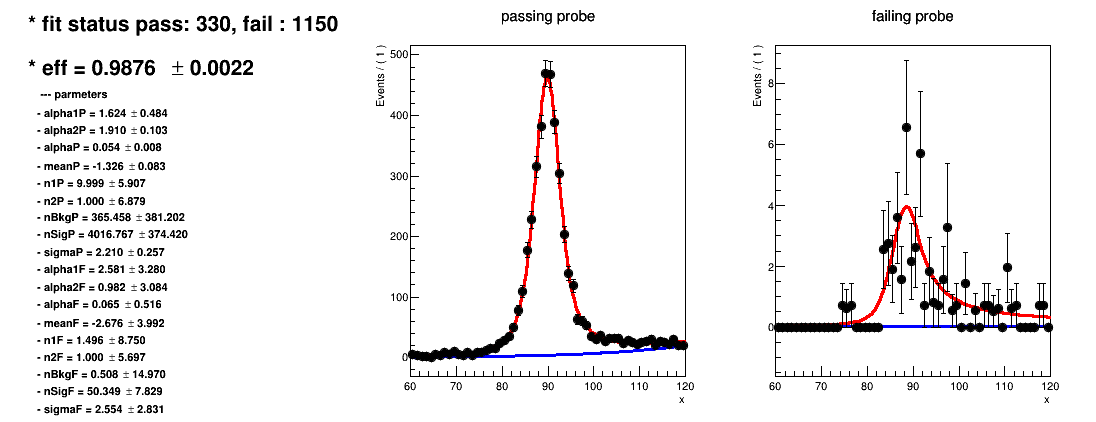 * fit status pass: 330, fail : 1150
* eff = 0.9876 ± 0.0022
--- parmeters
- alpha1P = 1.624 ± 0.484
- alpha2P = 1.910 ± 0.103
- alphaP = 0.054 ± 0.008
- meanP = -1.326 ± 0.083
- n1P = 9.999 ± 5.907
- n2P = 1.000 ± 6.879
- nBkgP = 365.458 ± 381.202
- nSigP = 4016.767 ± 374.420
- sigmaP = 2.210 ± 0.257
- alpha1F = 2.581 ± 3.280
- alpha2F = 0.982 ± 3.084
- alphaF = 0.065 ± 0.516
- meanF = -2.676 ± 3.992
- n1F = 1.496 ± 8.750
- n2F = 1.000 ± 5.697
- nBkgF = 0.508 ± 14.970
- nSigF = 50.349 ± 7.829
- sigmaF = 2.554 ± 2.831
passing probe
Events / ( 1 )
500
400
300
200
100
0
60 70 80 90 100 110 120
x
failing probe
Events / ( 1 )
8
6
4
2
0
60 70 80 90 100 110 120
x